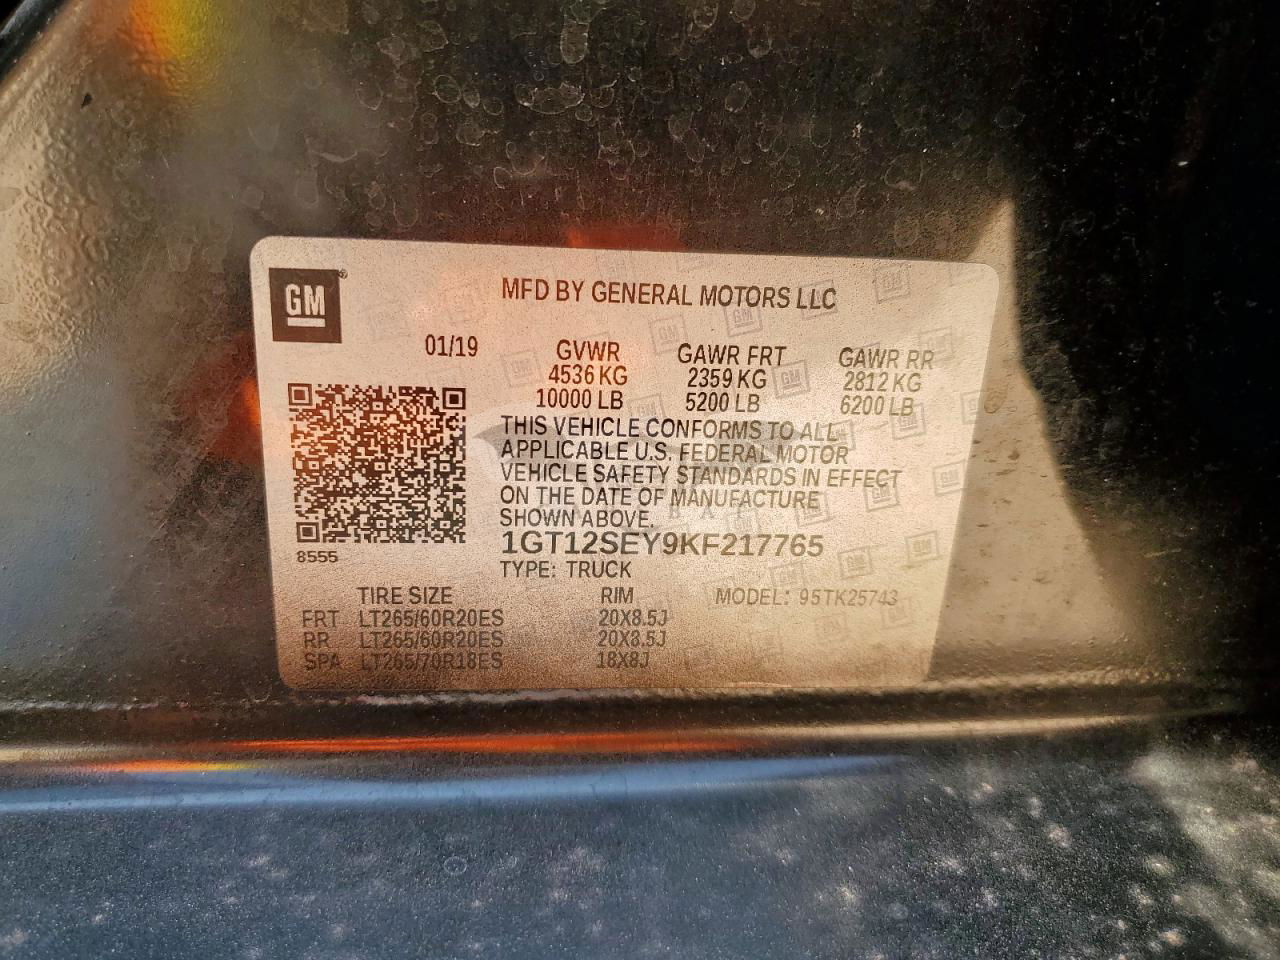 GM
MFD BY GENERAL MOTORS LLC
01/19 GVWR GAWR FRT GAWR RR
4536 KG 2359 KG 2812 KG
10000 LB 5200 LB 6200 LB
THIS VEHICLE CONFORMS TO ALL
APPLICABLE U.S. FEDERAL MOTOR
VEHICLE SAFETY STANDARDS IN EFFECT
ON THE DATE OF MANUFACTURE
SHOWN ABOVE.
1GT12SEY9KF217765
8555
TYPE: TRUCK
TIRE SIZE RIM MODEL: 95TK25743
FRT LT265/60R20ES 20X8.5J
RR LT265/60R20ES 20X8.5J
SPA LT265/70R18ES 18X8J